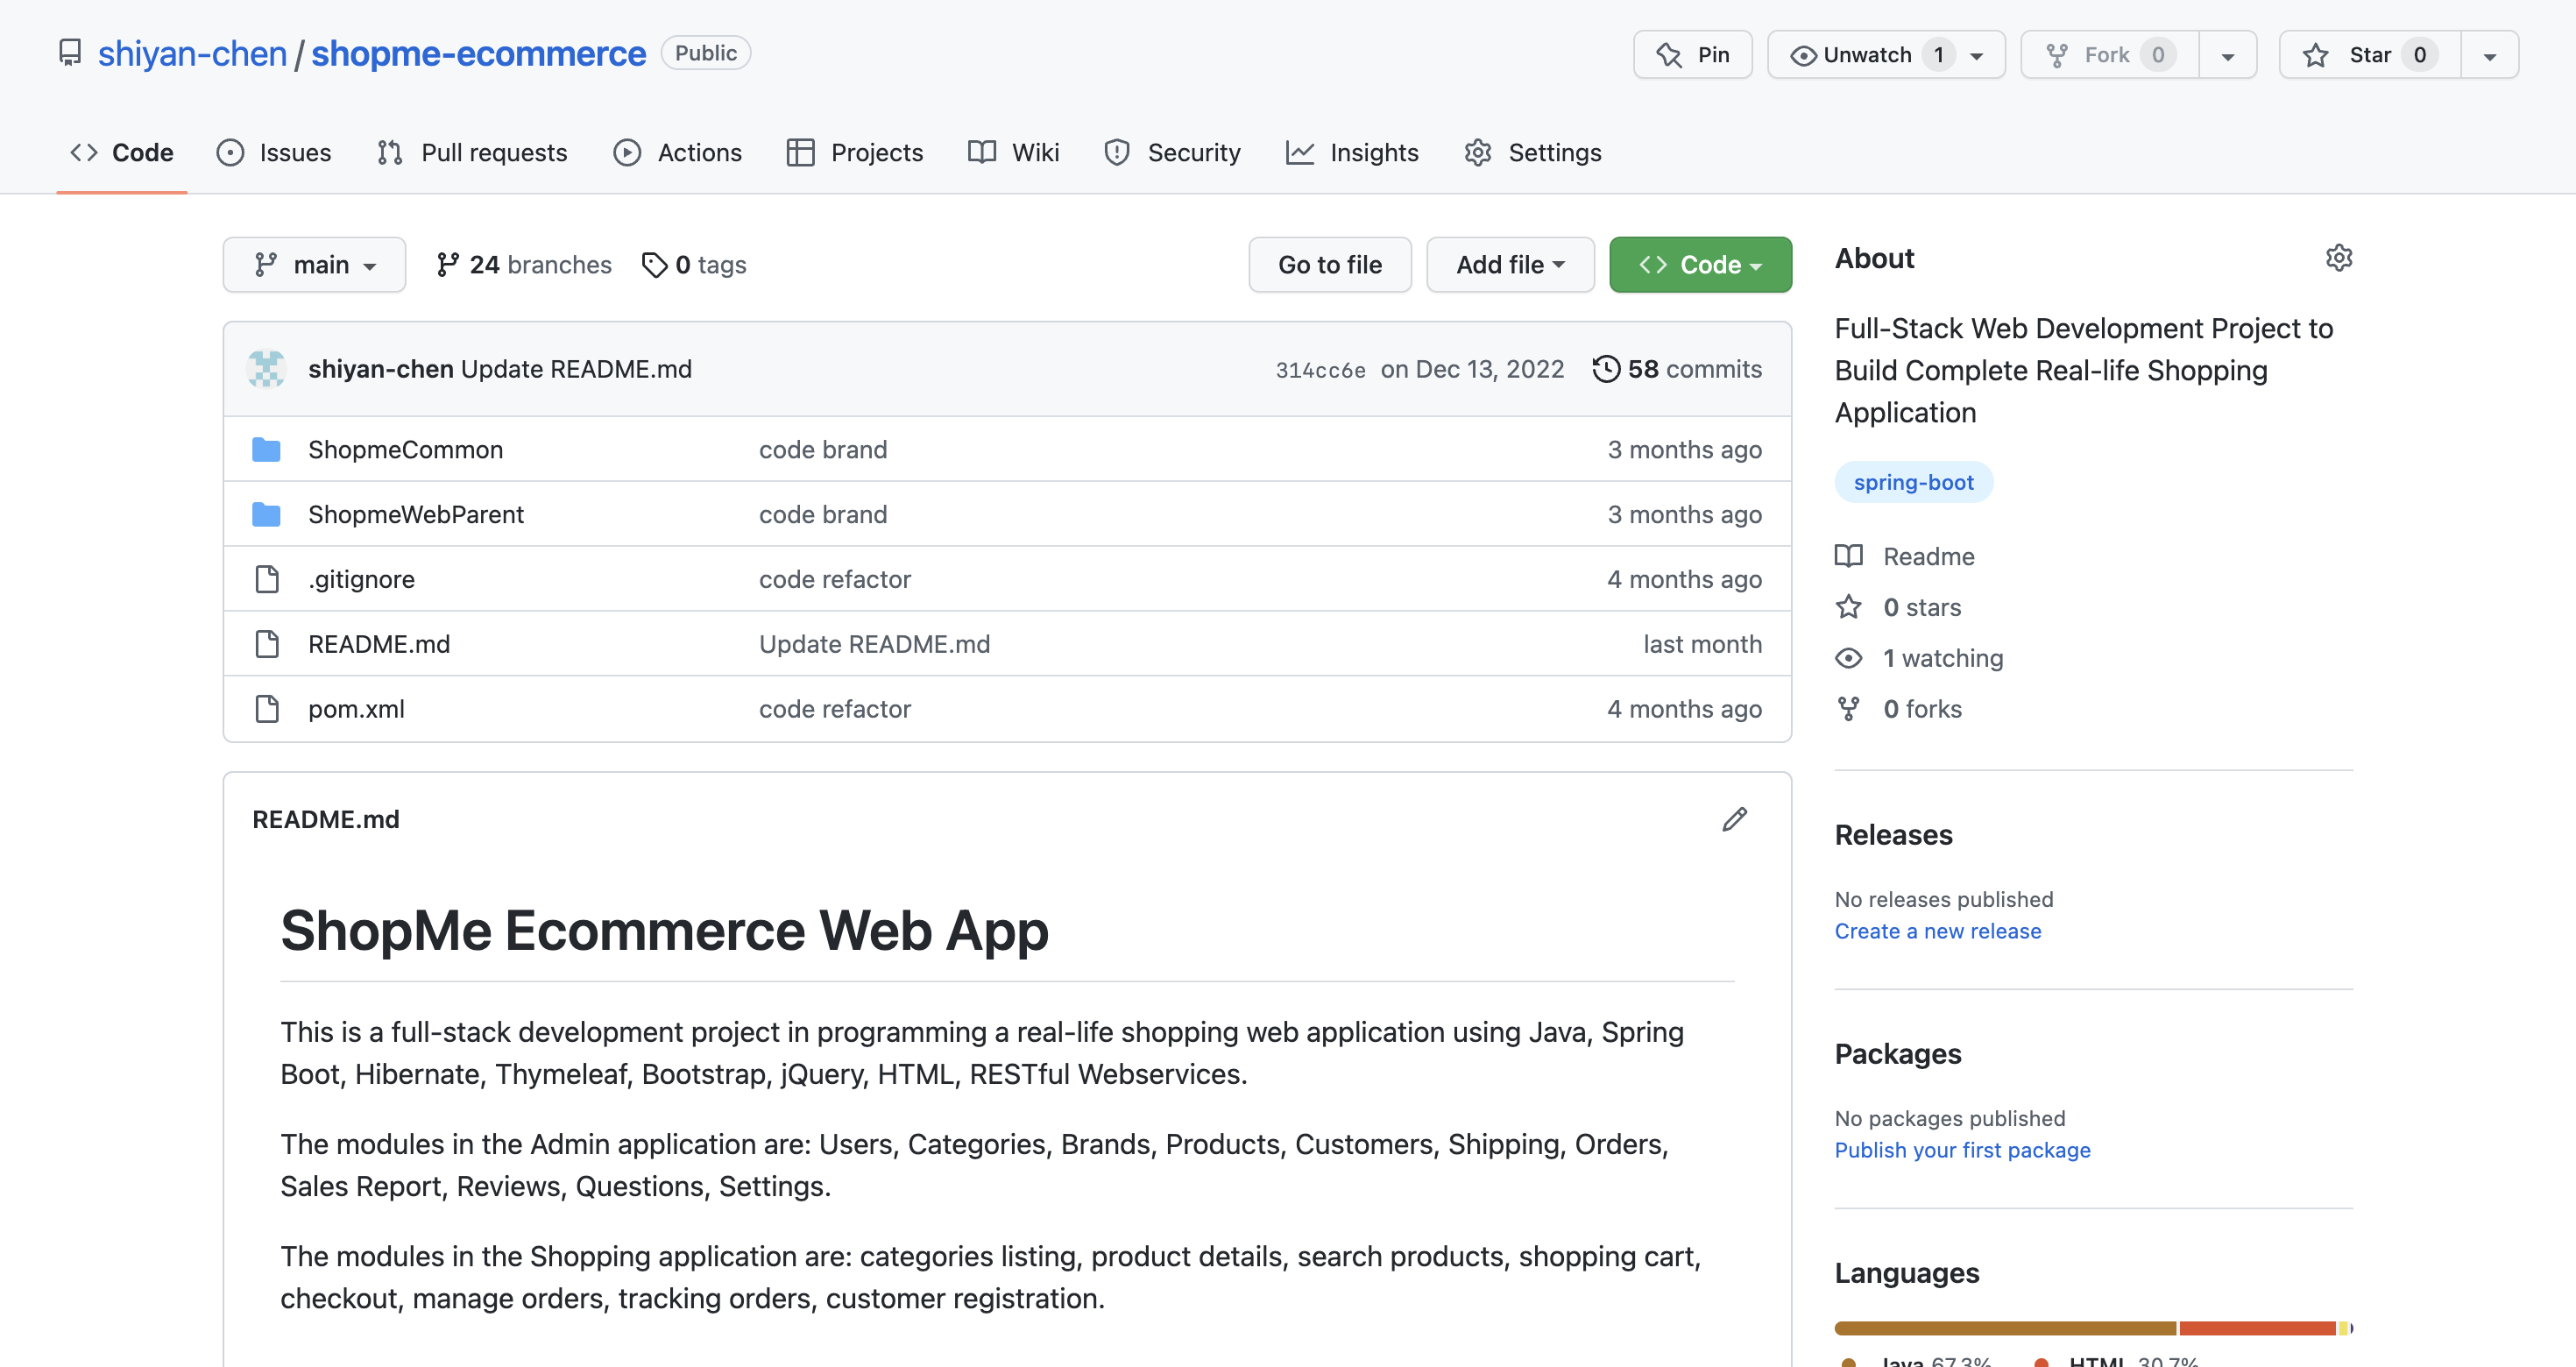 shiyan-chen / shopme-ecommerce Public
Pin Unwatch 1 Fork 0 Star 0
Code Issues Pull requests Actions Projects Wiki Security Insights Settings
main 24 branches 0 tags Go to file Add file Code
shiyan-chen Update README.md 314cc6e on Dec 13, 2022 58 commits
ShopmeCommon code brand 3 months ago
ShopmeWebParent code brand 3 months ago
.gitignore code refactor 4 months ago
README.md Update README.md last month
pom.xml code refactor 4 months ago
README.md
ShopMe Ecommerce Web App
This is a full-stack development project in programming a real-life shopping web application using Java, Spring
Boot, Hibernate, Thymeleaf, Bootstrap, jQuery, HTML, RESTful Webservices.
The modules in the Admin application are: Users, Categories, Brands, Products, Customers, Shipping, Orders,
Sales Report, Reviews, Questions, Settings.
The modules in the Shopping application are: categories listing, product details, search products, shopping cart,
checkout, manage orders, tracking orders, customer registration.
About
Full-Stack Web Development Project to
Build Complete Real-life Shopping
Application
spring-boot
Readme
0 stars
1 watching
0 forks
Releases
No releases published
Create a new release
Packages
No packages published
Publish your first package
Languages
Java 67.3% HTML 30.7%